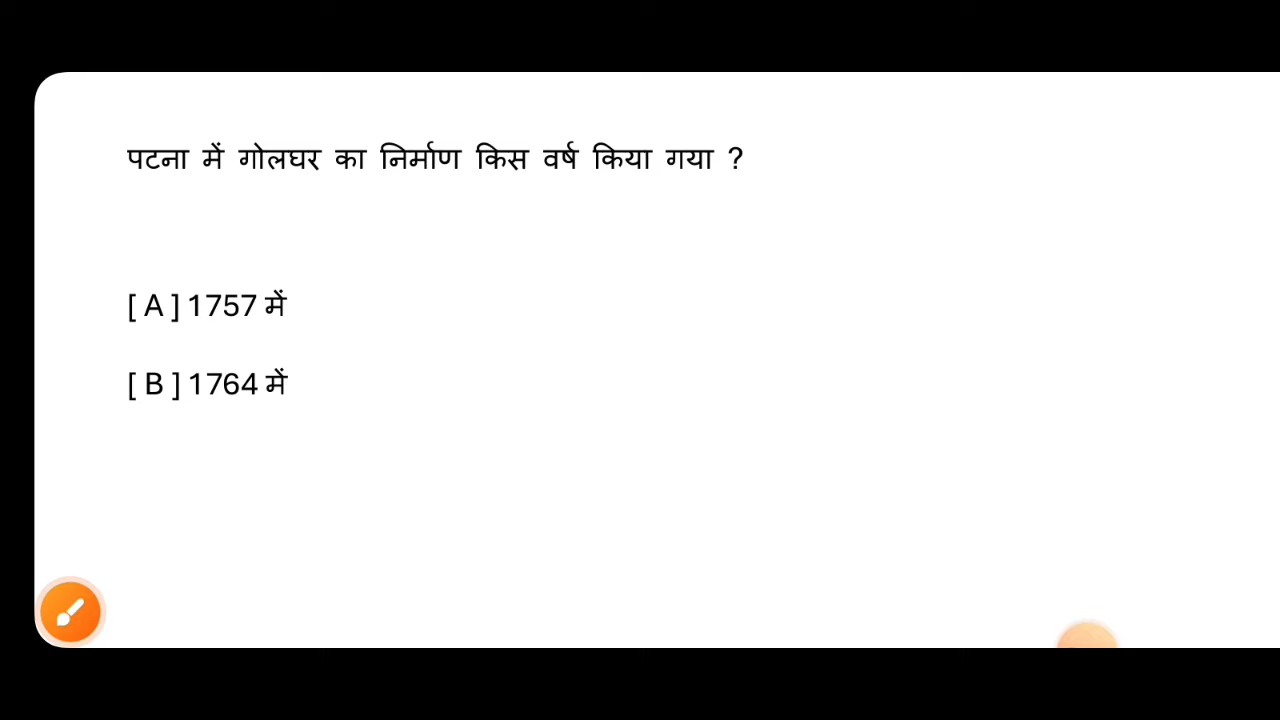 पटना में गोलघर का निर्माण किस वर्ष किया गया ?
[ A ] 1757 में
[ B ] 1764 में